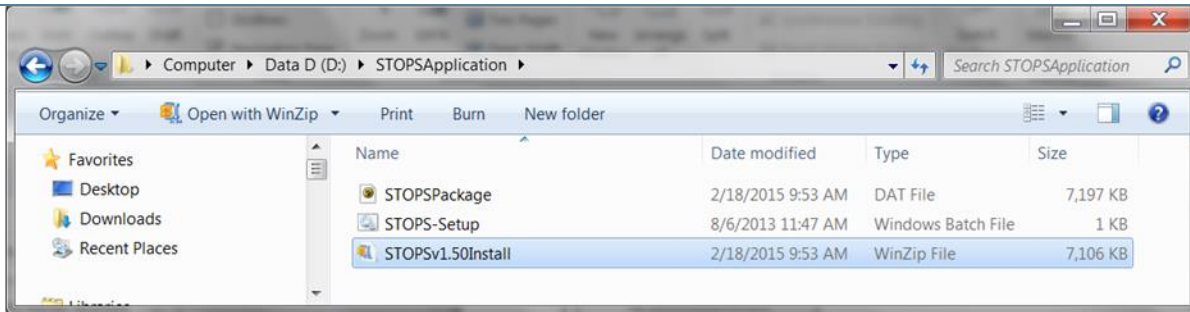 Computer ▸ Data D (D:) ▸ STOPSApplication ▸ Search STOPSApplication
Organize ▾ Open with WinZip ▾ Print Burn New folder
Favorites
Desktop
Downloads
Recent Places
Name Date modified Type Size
STOPSPackage 2/18/2015 9:53 AM DAT File 7,197 KB
STOPS-Setup 8/6/2013 11:47 AM Windows Batch File 1 KB
STOPSv1.50Install 2/18/2015 9:53 AM WinZip File 7,106 KB